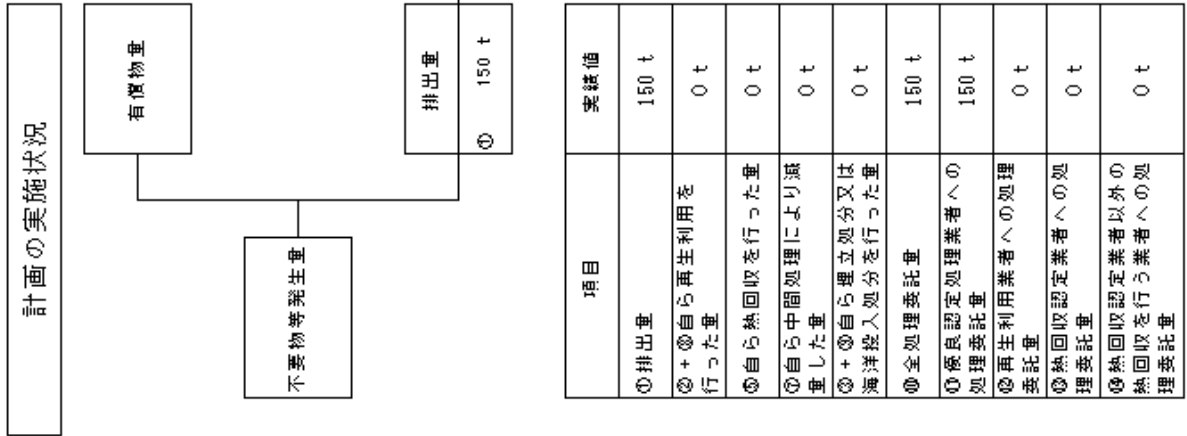 計画の実施状況
有償物量
不要物等発生量
排出量
① 150 t
項目 実績値
①排出量 150 t
②+⑧自ら再生利用を
行った量 0 t
⑤自ら熱回収を行った量 0 t
⑦自ら中間処理により減
量した量 0 t
③+⑨自ら埋立処分又は
海洋投入処分を行った量 0 t
⑩全処理委託量 150 t
⑪優良認定処理業者への
処理委託量 150 t
⑫再生利用業者への処理
委託量 0 t
⑬熱回収認定業者への処
理委託量 0 t
⑭熱回収認定業者以外の
熱回収を行う業者への処
理委託量 0 t